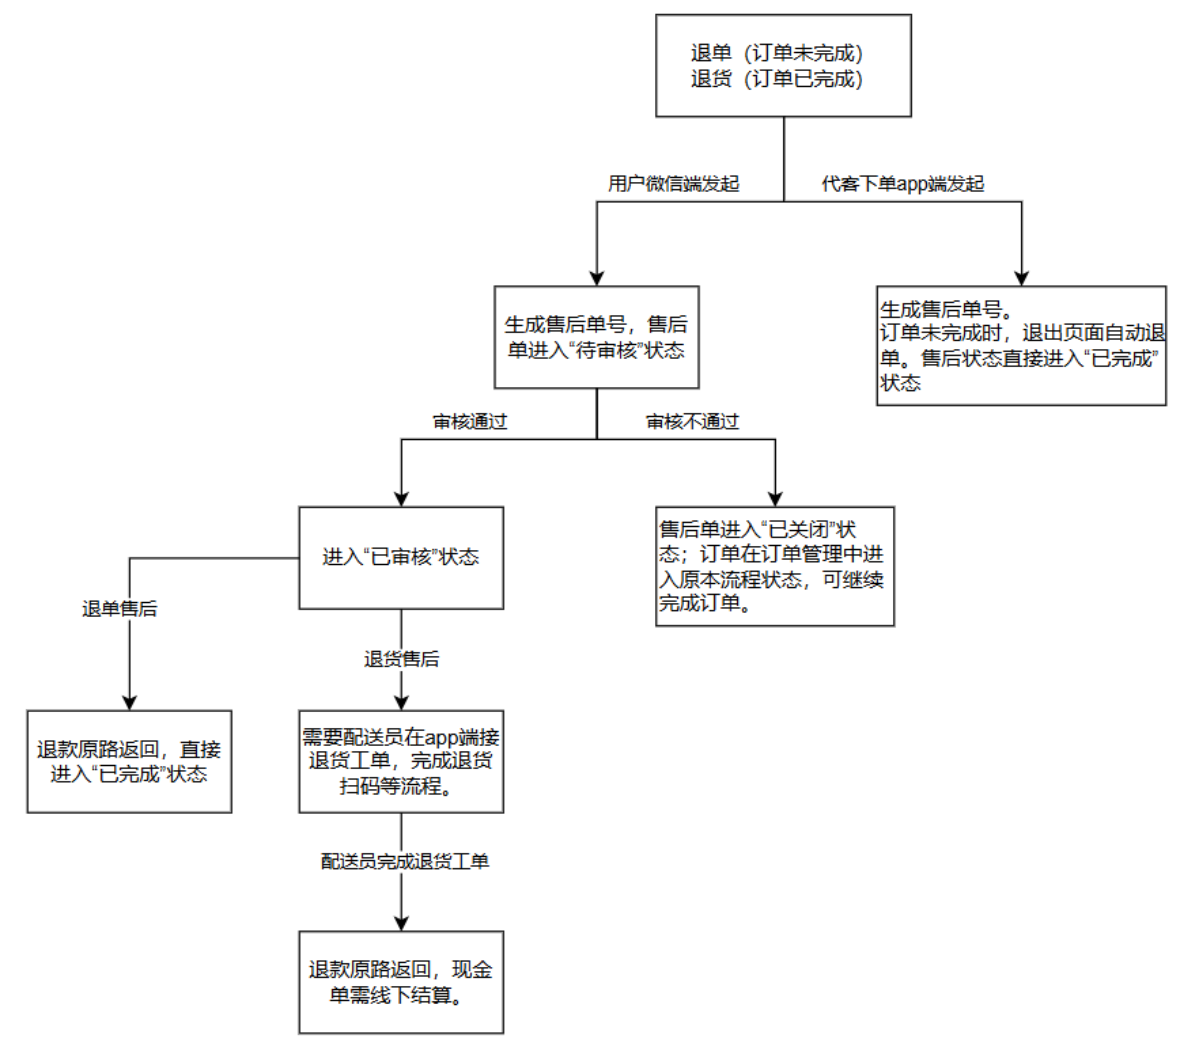 退单（订单未完成）
退货（订单已完成）
用户微信端发起
代客下单app端发起
生成售后单号，售后
单进入“待审核”状态
生成售后单号。
订单未完成时，退出页面自动退
单。售后状态直接进入“已完成”
状态
审核通过
审核不通过
进入“已审核”状态
售后单进入“已关闭”状
态；订单在订单管理中进
入原本流程状态，可继续
完成订单。
退单售后
退货售后
退款原路返回，直接
进入“已完成”状态
需要配送员在app端接
退货工单，完成退货
扫码等流程。
配送员完成退货工单
退款原路返回，现金
单需线下结算。